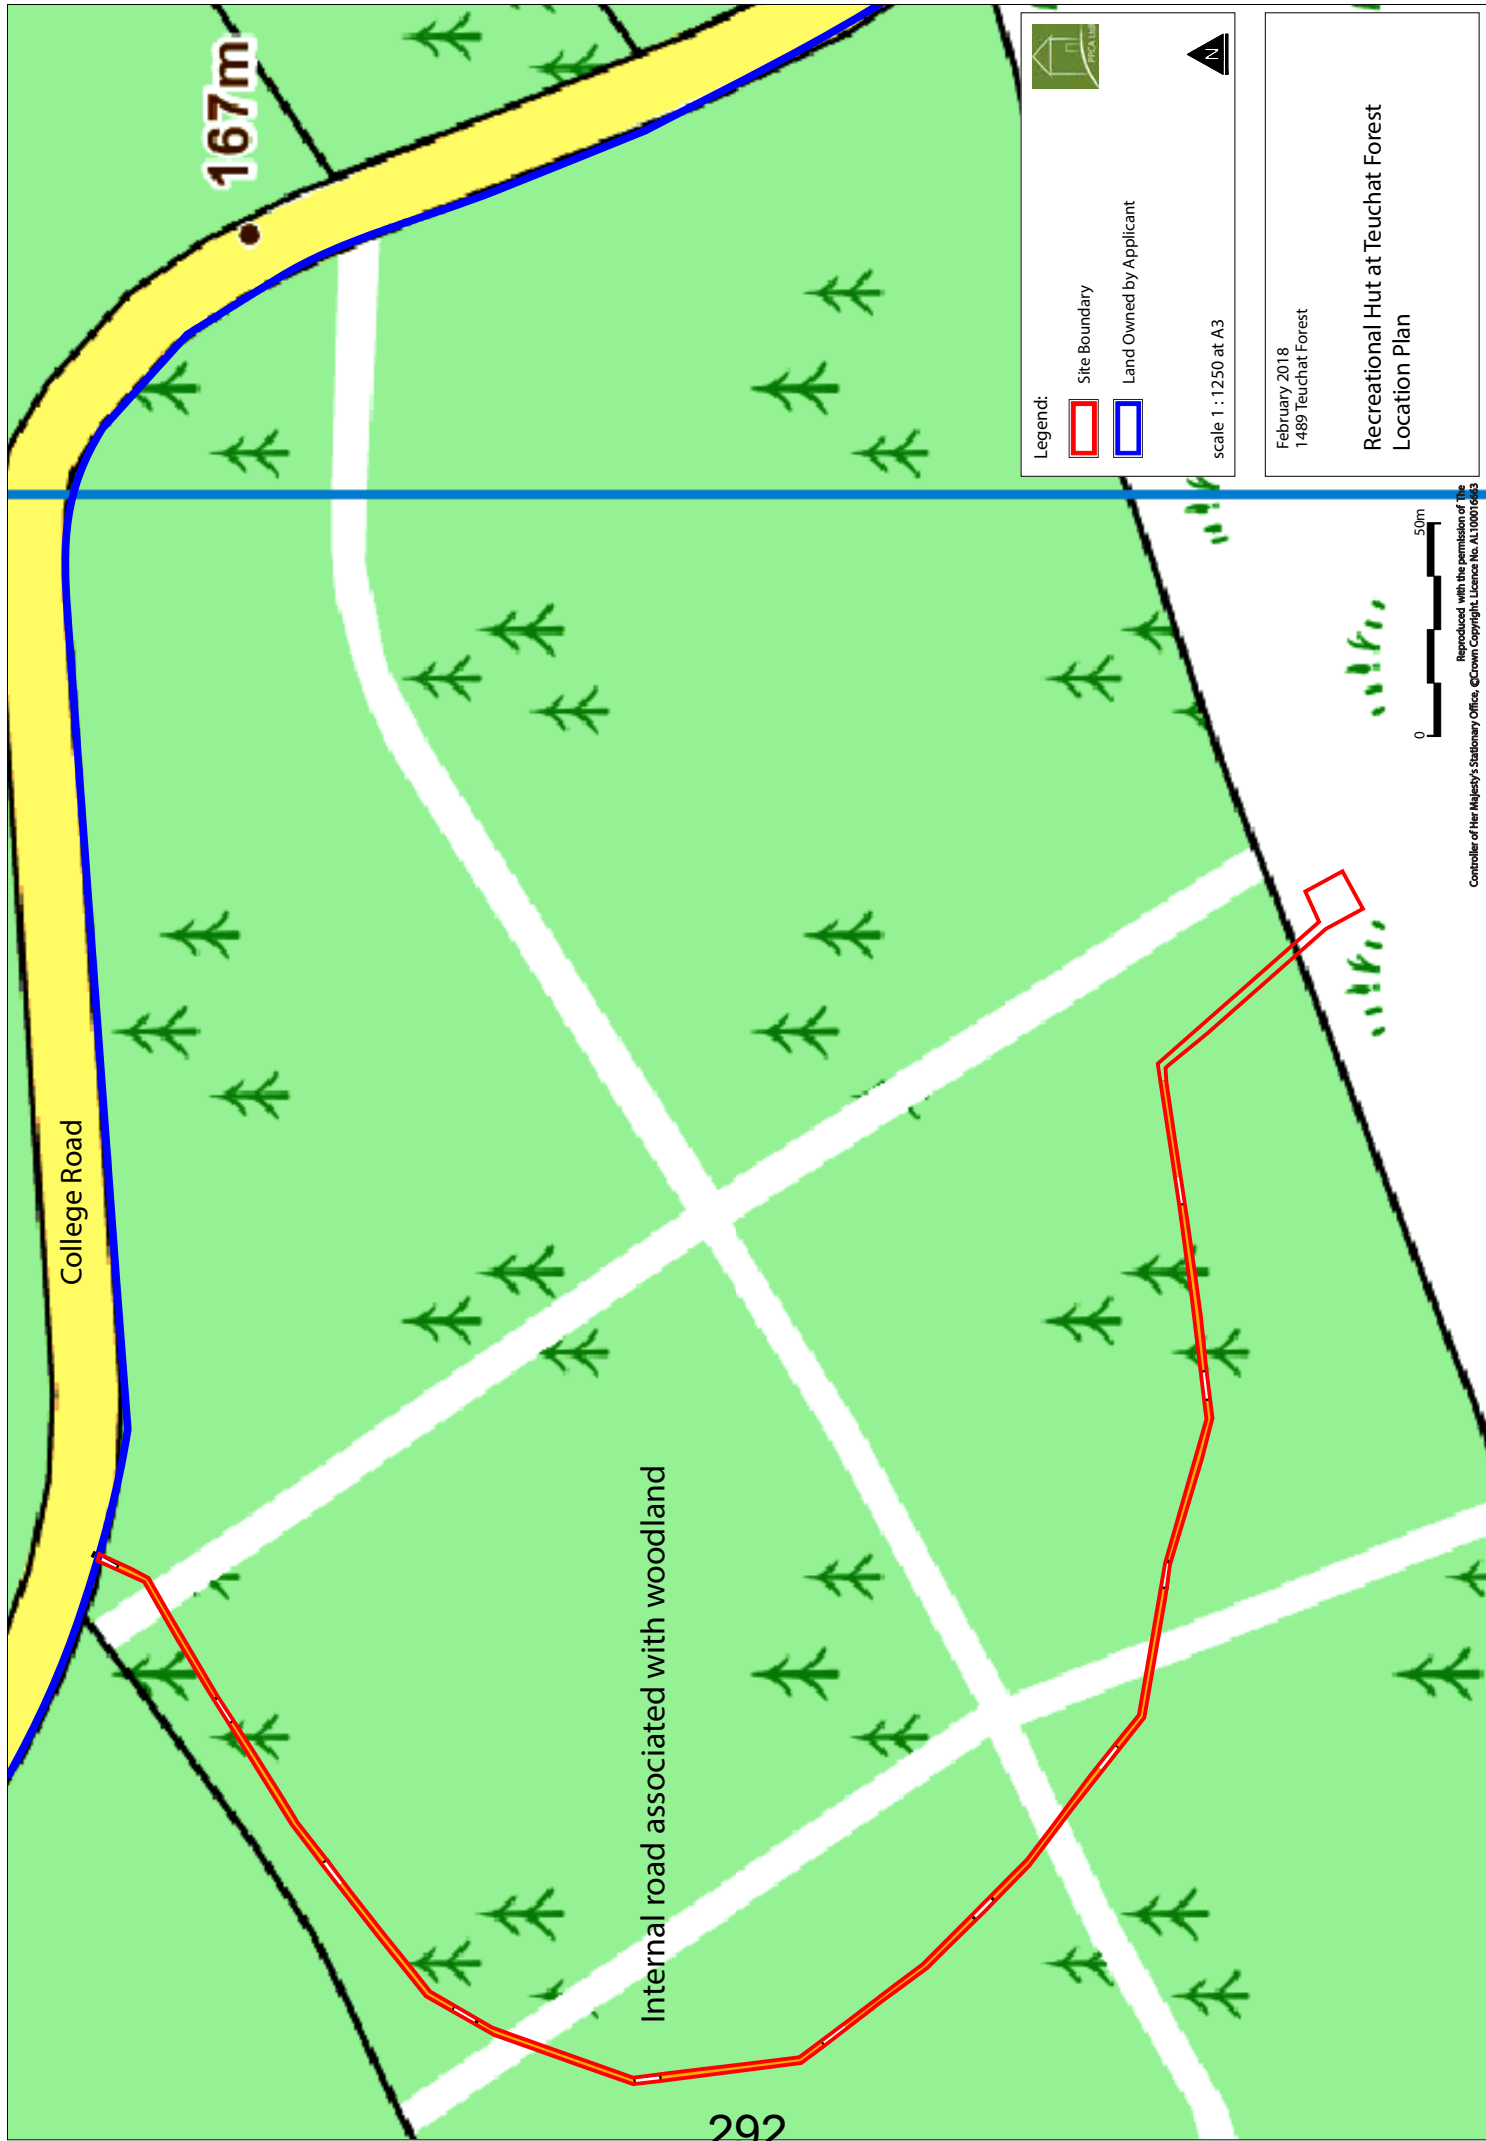 167m
College Road
Internal road associated with woodland
Legend:
Site Boundary
Land Owned by Applicant
scale 1 : 1250 at A3
PPCA Ltd
N
February 2018
1489 Teuchat Forest
Recreational Hut at Teuchat Forest
Location Plan
0
50m
Reproduced with the permission of The
Controller of Her Majesty's Stationary Office, ©Crown Copyright. Licence No. AL100016663
292